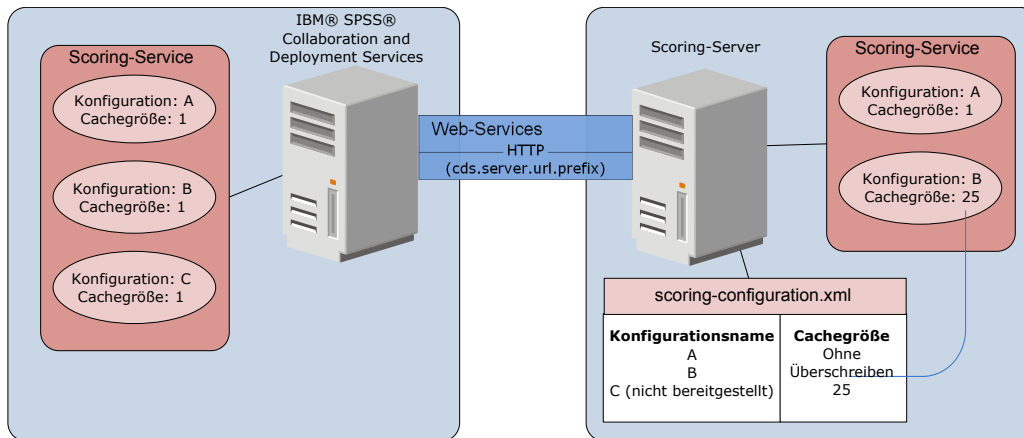 IBM® SPSS®
Collaboration and
Deployment Services
Scoring-Service
Konfiguration: A
Cachegröße: 1
Konfiguration: B
Cachegröße: 1
Konfiguration: C
Cachegröße: 1
Web-Services
HTTP
(cds.server.url.prefix)
Scoring-Server
Scoring-Service
Konfiguration: A
Cachegröße: 1
Konfiguration: B
Cachegröße: 25
scoring-configuration.xml
Konfigurationsname
A
B
C (nicht bereitgestellt)
Cachegröße
Ohne
Überschreiben
25